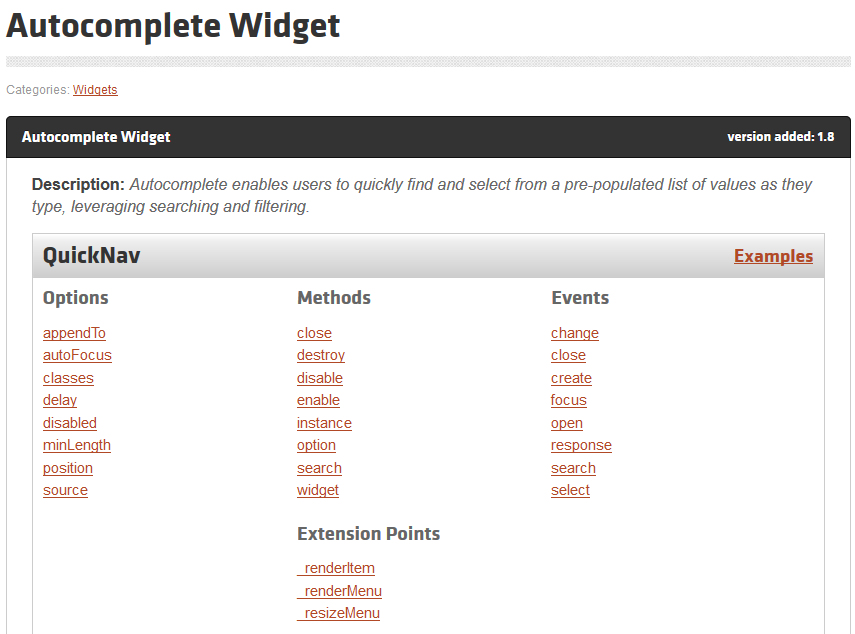 Autocomplete Widget
Categories: Widgets
Autocomplete Widget
version added: 1.8
Description: Autocomplete enables users to quickly find and select from a pre-populated list of values as they
type, leveraging searching and filtering.
QuickNav
Examples
Options
appendTo
autoFocus
classes
delay
disabled
minLength
position
source
Methods
close
destroy
disable
enable
instance
option
search
widget
Extension Points
_renderItem
_renderMenu
_resizeMenu
Events
change
close
create
focus
open
response
search
select